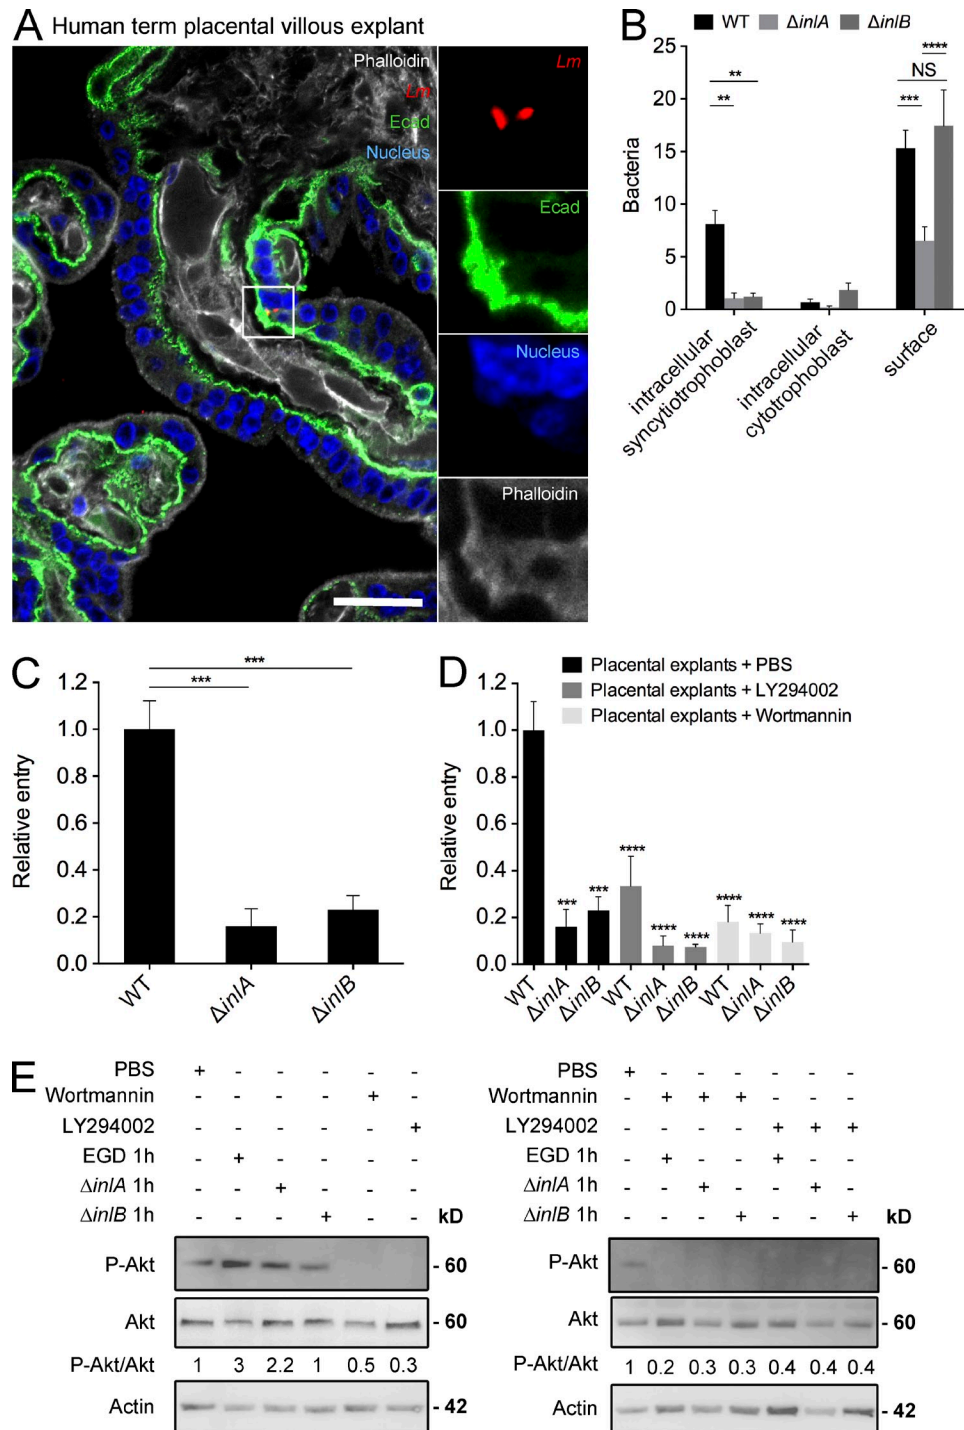 A Human term placental villous explant
Phalloidin
Lm
Ecad
Nucleus
Lm
Ecad
Nucleus
Phalloidin
B
WT ΔinlA ΔinlB
25
20
15
10
5
0
Bacteria
** ** *** NS ****
intracellular
syncytiotrophoblast
intracellular
cytotrophoblast
surface
C
1.2
1.0
0.8
0.6
0.4
0.2
0.0
Relative entry
***
***
WT ΔinlA ΔinlB
D
Placental explants + PBS
Placental explants + LY294002
Placental explants + Wortmannin
1.2
1.0
0.8
0.6
0.4
0.2
0.0
Relative entry
*** *** **** **** **** **** **** ****
WT ΔinlA ΔinlB WT ΔinlA ΔinlB WT ΔinlA ΔinlB
E
PBS + - - - - -
Wortmannin - - - - + -
LY294002 - - - - - +
EGD 1h - + - - - -
ΔinlA 1h - - + - - -
ΔinlB 1h - - - + - - kD
P-Akt - 60
Akt - 60
P-Akt/Akt 1 3 2.2 1 0.5 0.3
Actin - 42
PBS + - - - - - -
Wortmannin - + + + - - -
LY294002 - - - - + + +
EGD 1h - + - - + - -
ΔinlA 1h - - + - - + -
ΔinlB 1h - - - + - - + kD
P-Akt - 60
Akt - 60
P-Akt/Akt 1 0.2 0.3 0.3 0.4 0.4 0.4
Actin - 42